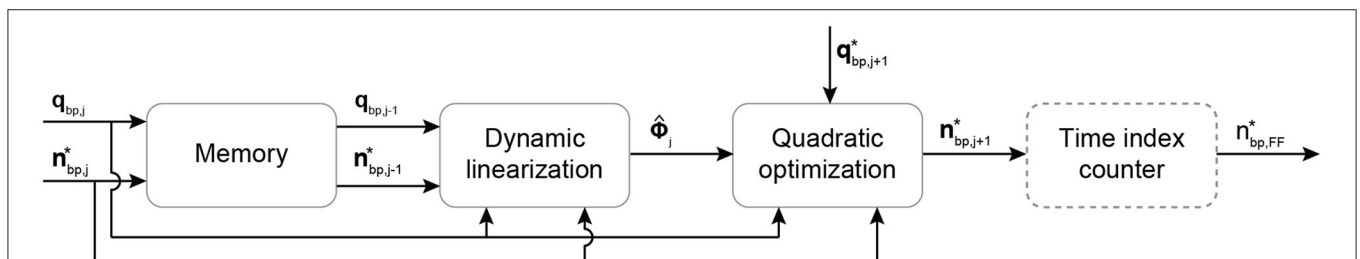 q*bp,j+1
qbp,j
n*bp,j
Memory
qbp,j-1
n*bp,j-1
Dynamic
linearization
Φ̂j
Quadratic
optimization
n*bp,j+1
Time index
counter
n*bp,FF